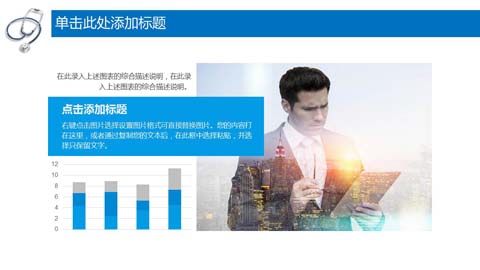 单击此处添加标题
在此录入上述图表的综合描述说明，在此录
入上述图表的综合描述说明。
点击添加标题
右键点击图片选择设置图片格式可直接替换图片。您的内容打
在这里，或者通过复制您的文本后，在此框中选择粘贴，并选
择只保留文字。
12
10
8
6
4
2
0